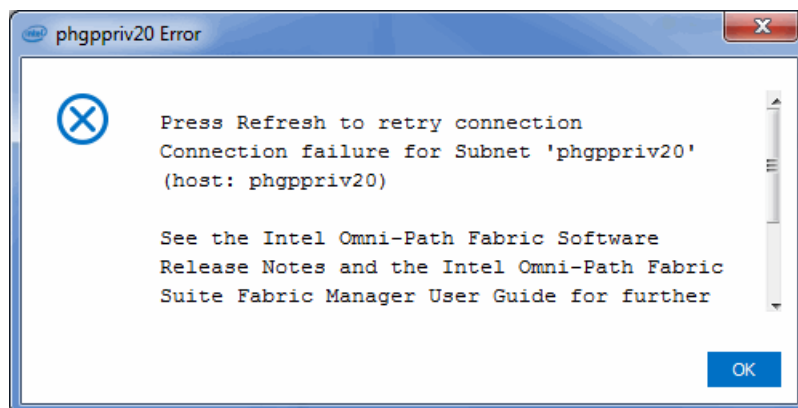 phgppriv20 Error
Press Refresh to retry connection
Connection failure for Subnet 'phgppriv20'
(host: phgppriv20)
See the Intel Omni-Path Fabric Software
Release Notes and the Intel Omni-Path Fabric
Suite Fabric Manager User Guide for further
OK